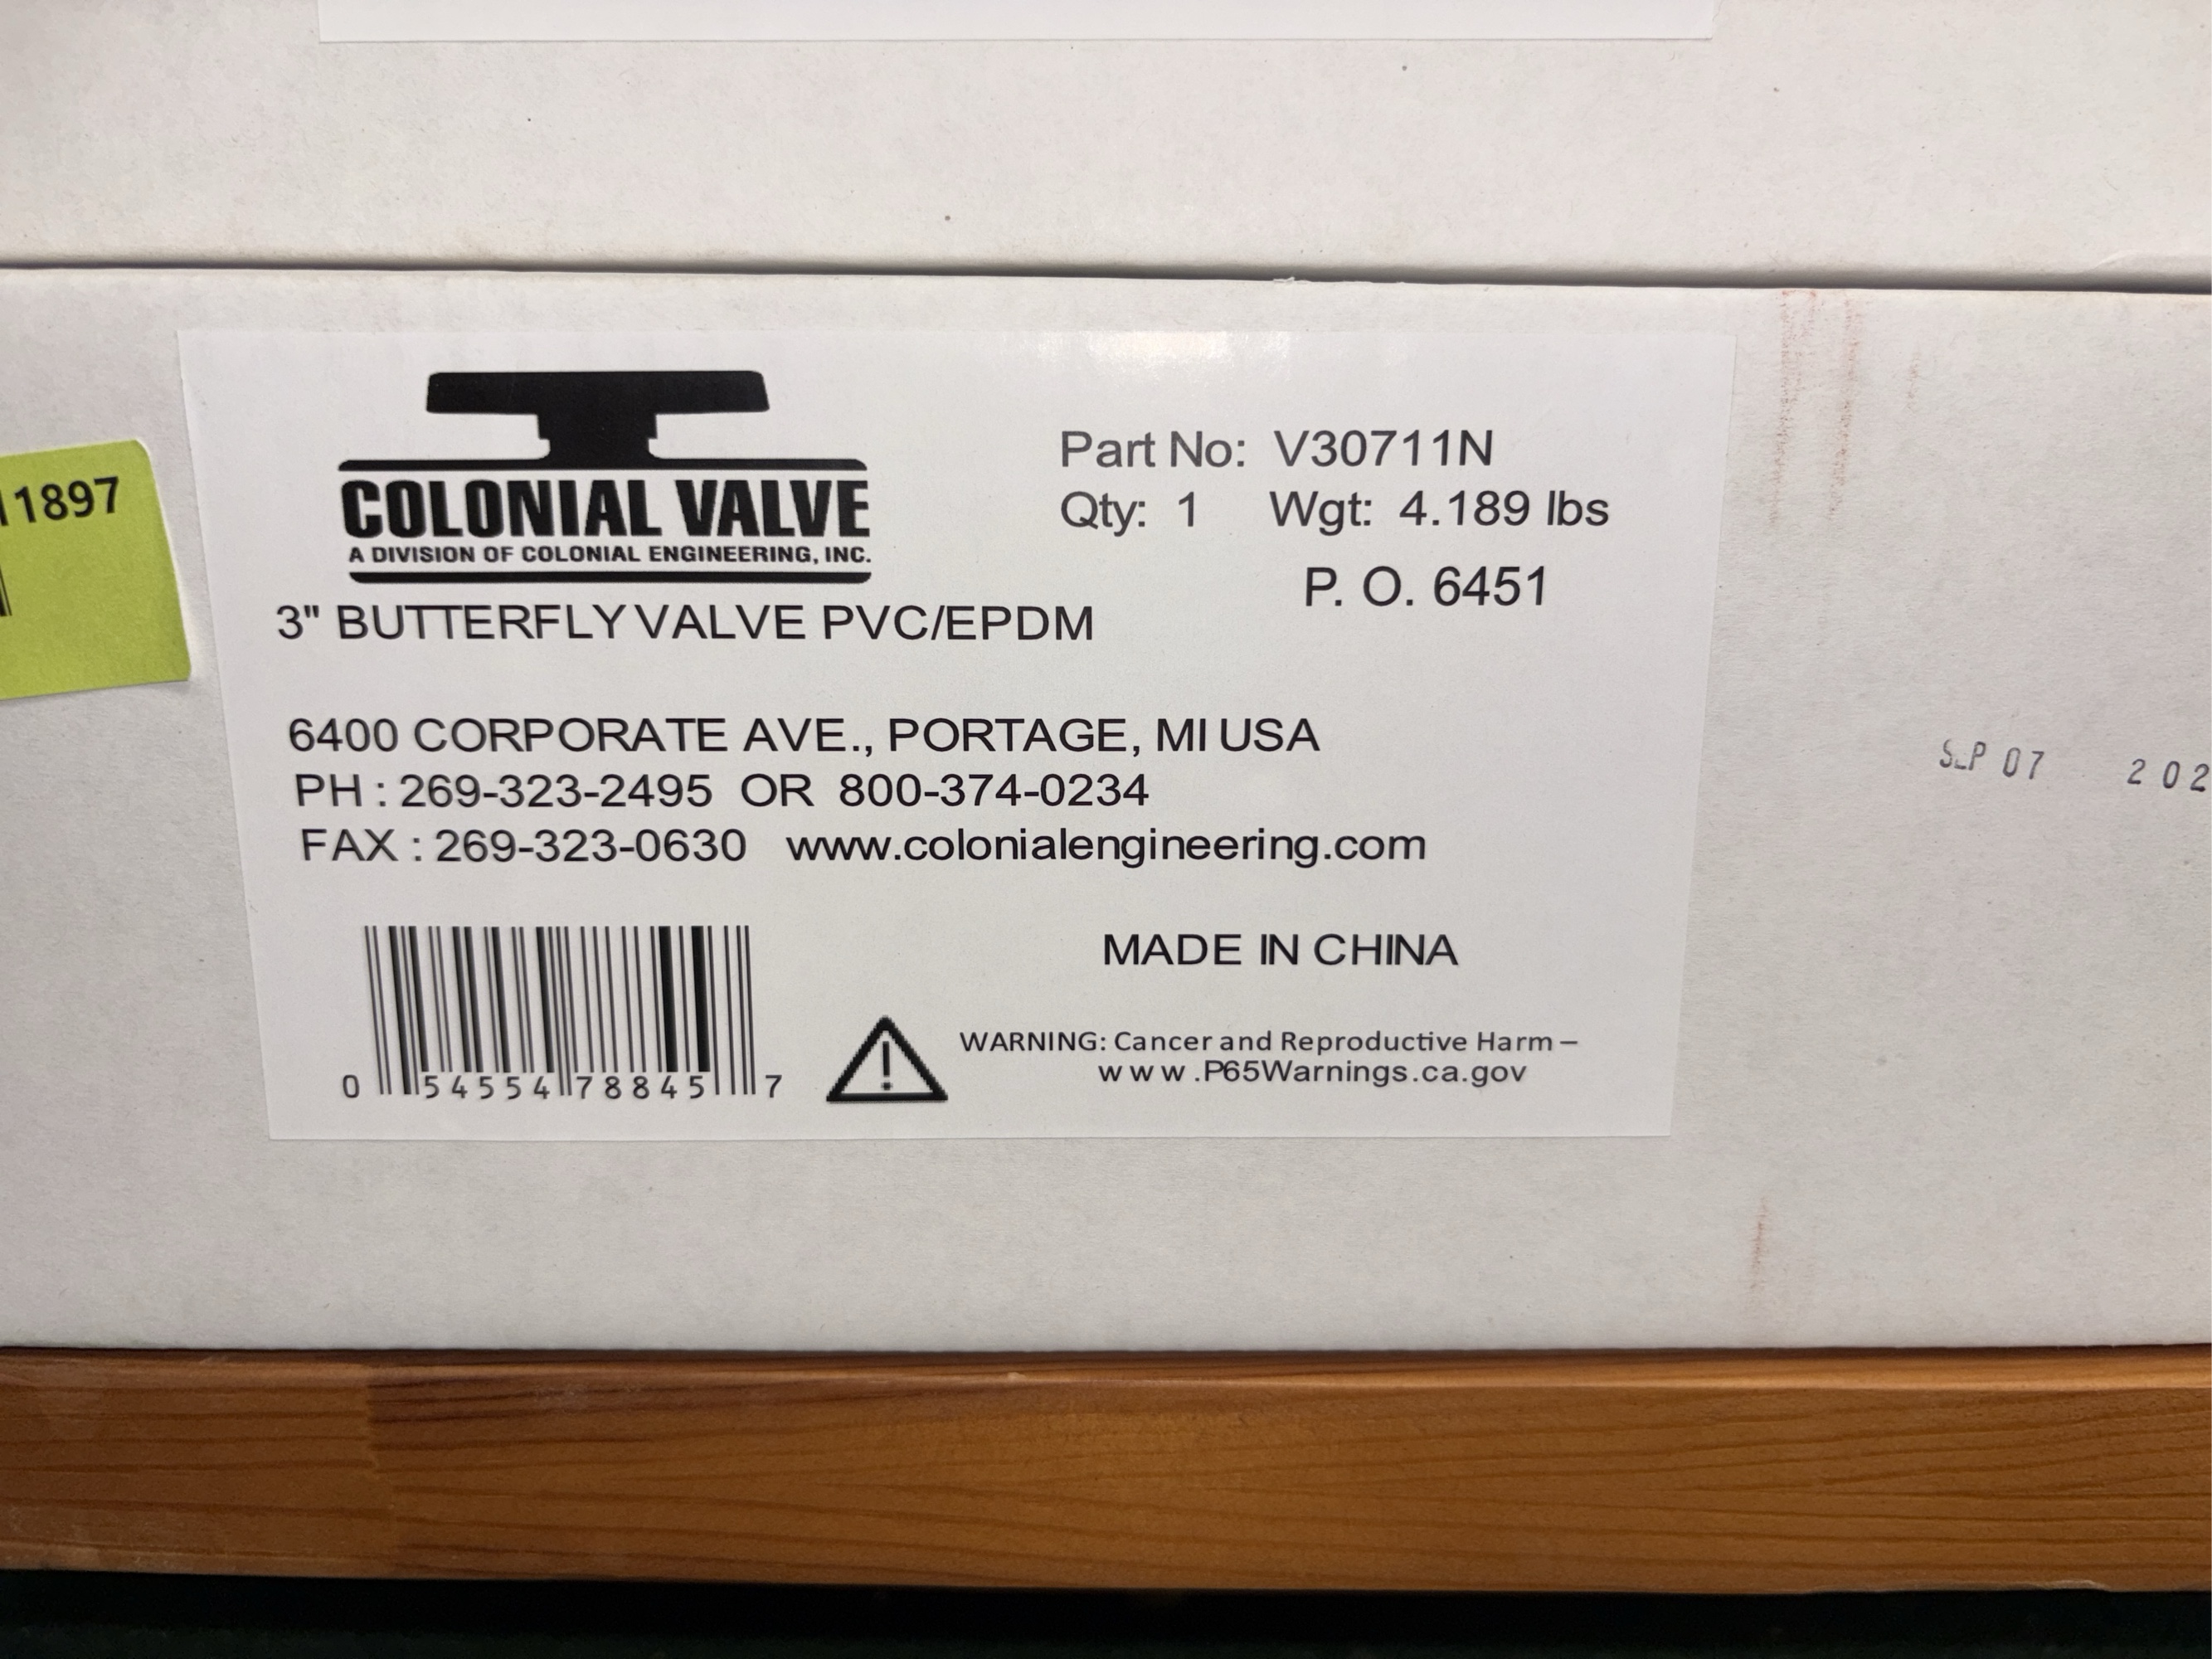 11897
COLONIAL VALVE
A DIVISION OF COLONIAL ENGINEERING, INC.
Part No: V30711N
Qty: 1 Wgt: 4.189 lbs
P. O. 6451
3" BUTTERFLY VALVE PVC/EPDM
6400 CORPORATE AVE., PORTAGE, MI USA
PH : 269-323-2495 OR 800-374-0234
FAX : 269-323-0630 www.colonialengineering.com
SEP 07 202
MADE IN CHINA
0 54554 78845 7
WARNING: Cancer and Reproductive Harm –
www.P65Warnings.ca.gov